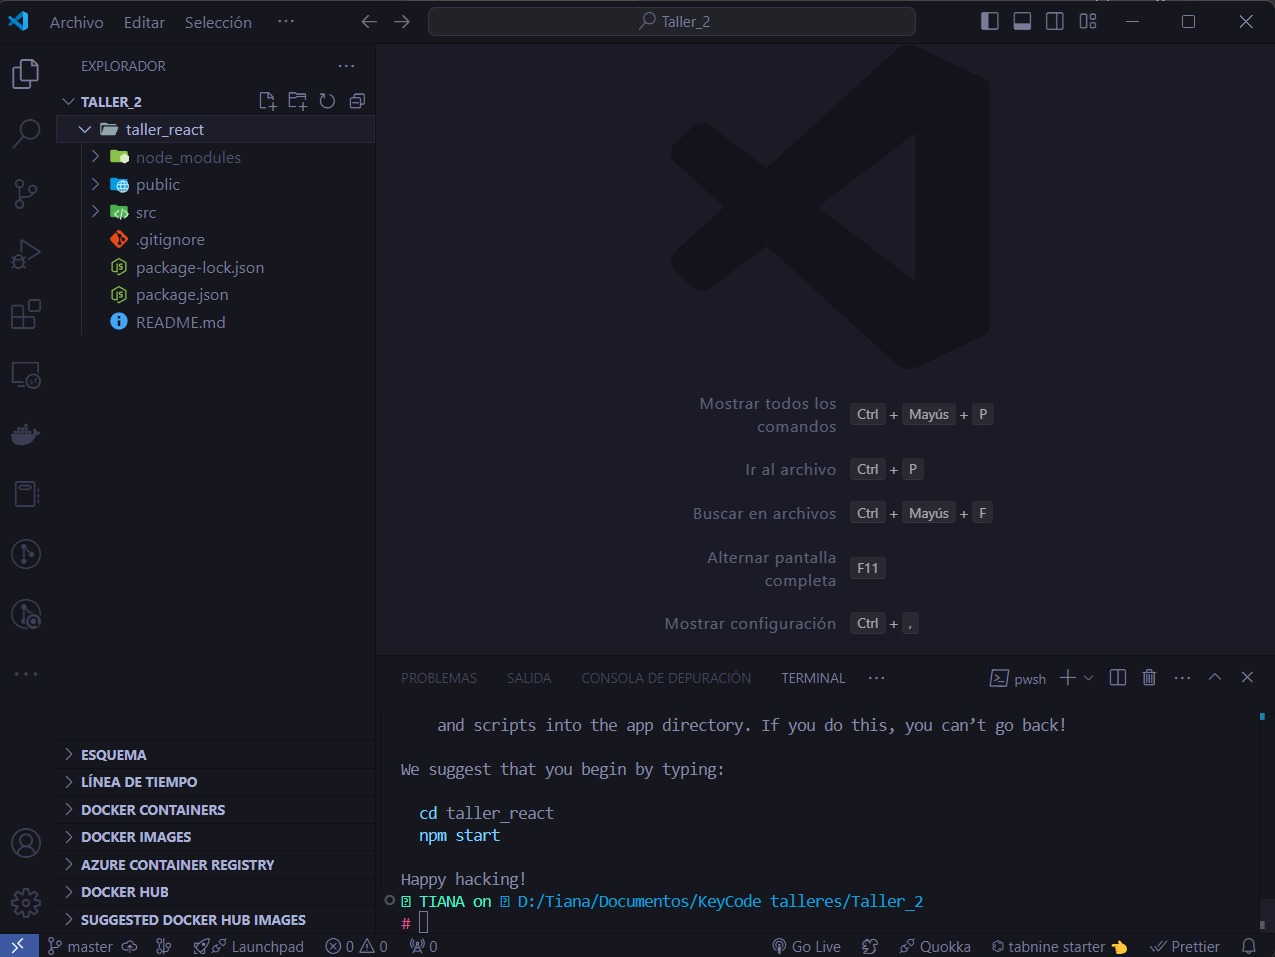 Archivo Editar Selección ···
Taller_2
EXPLORADOR ···
TALLER_2
taller_react
node_modules
public
src
.gitignore
package-lock.json
package.json
README.md
ESQUEMA
LÍNEA DE TIEMPO
DOCKER CONTAINERS
DOCKER IMAGES
AZURE CONTAINER REGISTRY
DOCKER HUB
SUGGESTED DOCKER HUB IMAGES
Mostrar todos los
comandos
Ctrl + Mayús + P
Ir al archivo Ctrl + P
Buscar en archivos Ctrl + Mayús + F
Alternar pantalla
completa
F11
Mostrar configuración Ctrl + ,
PROBLEMAS SALIDA CONSOLA DE DEPURACIÓN TERMINAL ··· pwsh
and scripts into the app directory. If you do this, you can’t go back!
We suggest that you begin by typing:
cd taller_react
npm start
Happy hacking!
TIANA on D:/Tiana/Documentos/KeyCode talleres/Taller_2
#
master Launchpad 0 0 0 Go Live Quokka tabnine starter 👈 Prettier